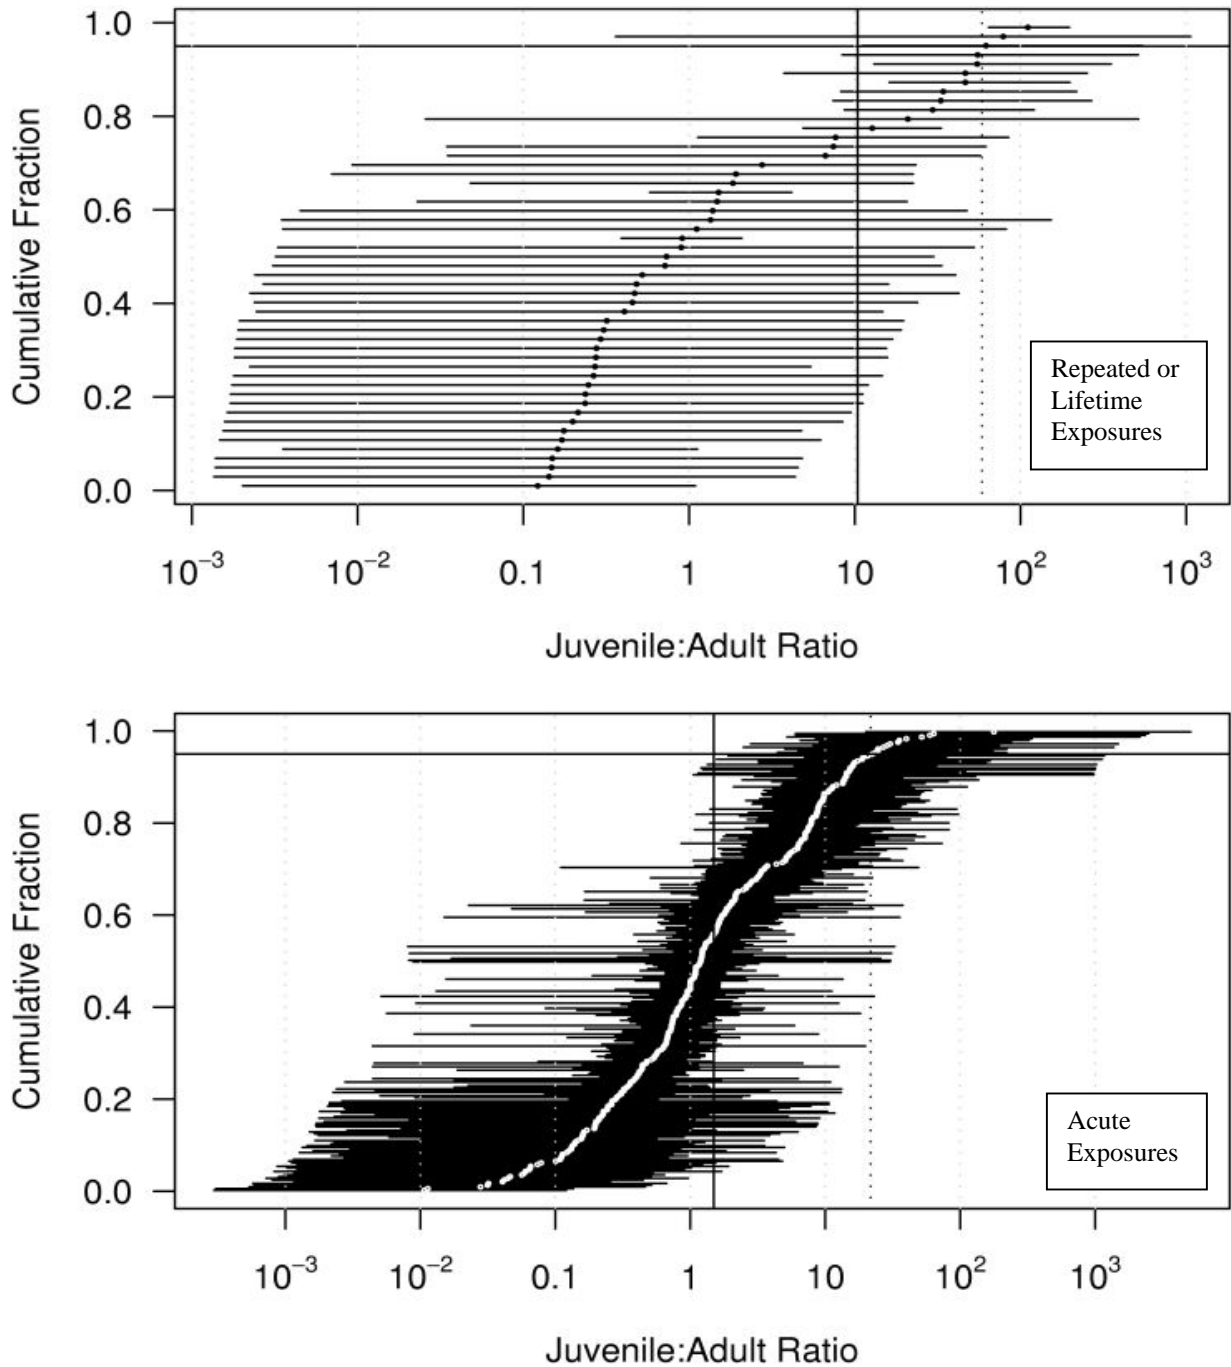 1.0
0.8
0.6
0.4
0.2
0.0
Cumulative Fraction
Repeated or
Lifetime
Exposures
10⁻³ 10⁻² 0.1 1 10 10² 10³
Juvenile:Adult Ratio
1.0
0.8
0.6
0.4
0.2
0.0
Cumulative Fraction
Acute
Exposures
10⁻³ 10⁻² 0.1 1 10 10² 10³
Juvenile:Adult Ratio